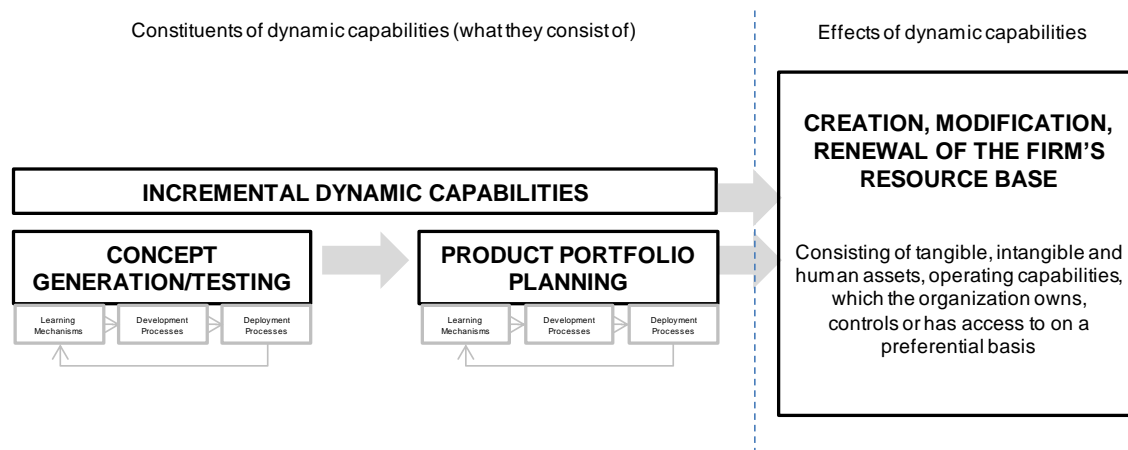 Constituents of dynamic capabilities (what they consist of)
Effects of dynamic capabilities
INCREMENTAL DYNAMIC CAPABILITIES
CONCEPT
GENERATION/TESTING
Learning
Mechanisms
Development
Processes
Deployment
Processes
PRODUCT PORTFOLIO
PLANNING
Learning
Mechanisms
Development
Processes
Deployment
Processes
CREATION, MODIFICATION,
RENEWAL OF THE FIRM'S
RESOURCE BASE
Consisting of tangible, intangible and
human assets, operating capabilities,
which the organization owns,
controls or has access to on a
preferential basis